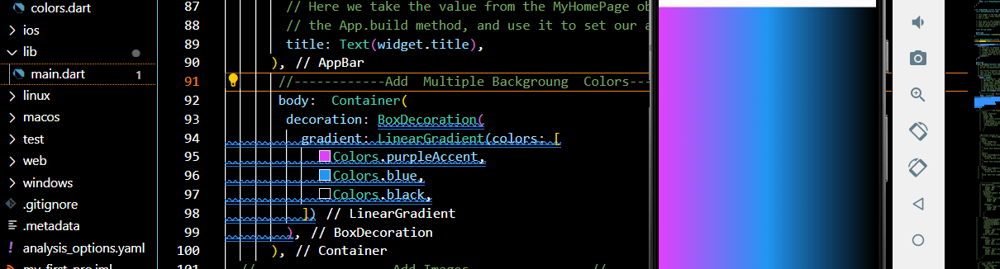 colors.dart
ios
lib
main.dart 1
linux
macos
test
web
windows
.gitignore
.metadata
! analysis_options.yaml
my_first_pro.iml
87 // Here we take the value from the MyHomePage ob
88 // the App.build method, and use it to set our a
89 title: Text(widget.title),
90 ), // AppBar
91 //------------Add  Multiple Backgroung  Colors---
92 body:  Container(
93 decoration: BoxDecoration(
94 gradient: LinearGradient(colors: [
95 Colors.purpleAccent,
96 Colors.blue,
97 Colors.black,
98 ]) // LinearGradient
99 ), // BoxDecoration
100 ), // Container
101 // Add Images //